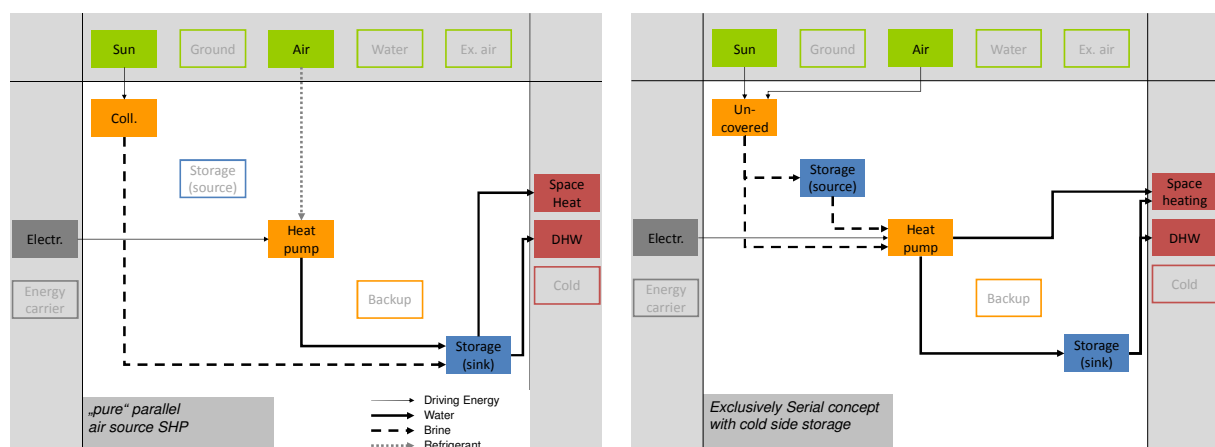 Sun
Ground
Air
Water
Ex. air
Coll.
Storage
(source)
Space
Heat
Electr.
Heat
pump
DHW
Energy
carrier
Backup
Cold
Storage
(sink)
„pure“ parallel
air source SHP
Driving Energy
Water
Brine
Refrigerant
Sun
Ground
Air
Water
Ex. air
Un-
covered
Storage
(source)
Space
heating
Electr.
Heat
pump
DHW
Energy
carrier
Backup
Cold
Storage
(sink)
Exclusively Serial concept
with cold side storage